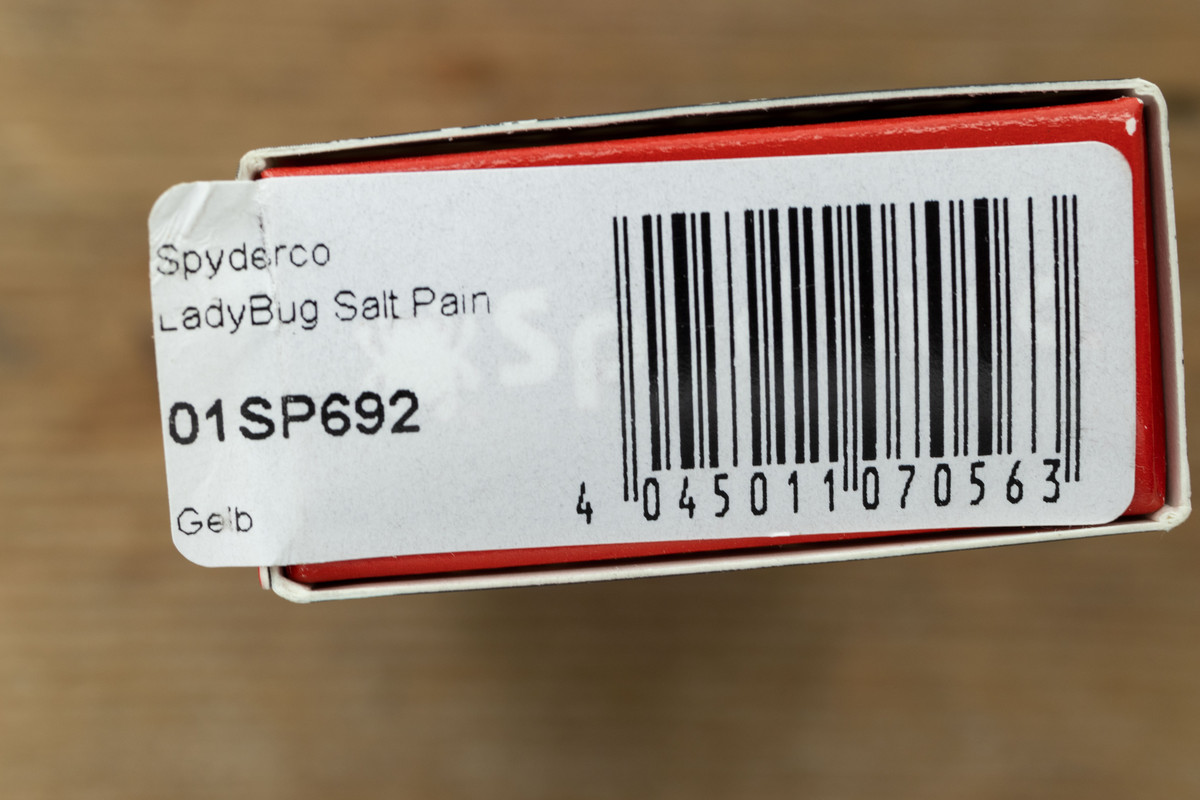 Spyderco
LadyBug Salt Pain
01SP692
Gelb
4 045011 070563